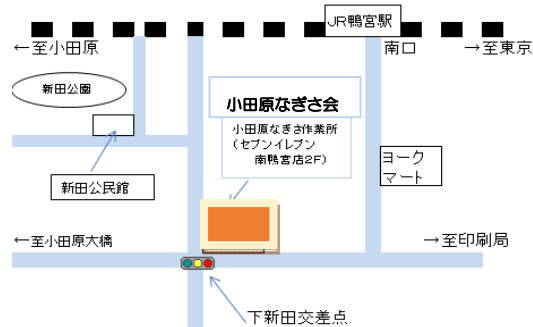 JR鴨宮駅
←至小田原
南口
→至東京
新田公園
小田原なぎさ会
小田原なぎさ作業所
（セブンイレブン
南鴨宮店2F）
ヨーク
マート
新田公民館
←至小田原大橋
→至印刷局
下新田交差点